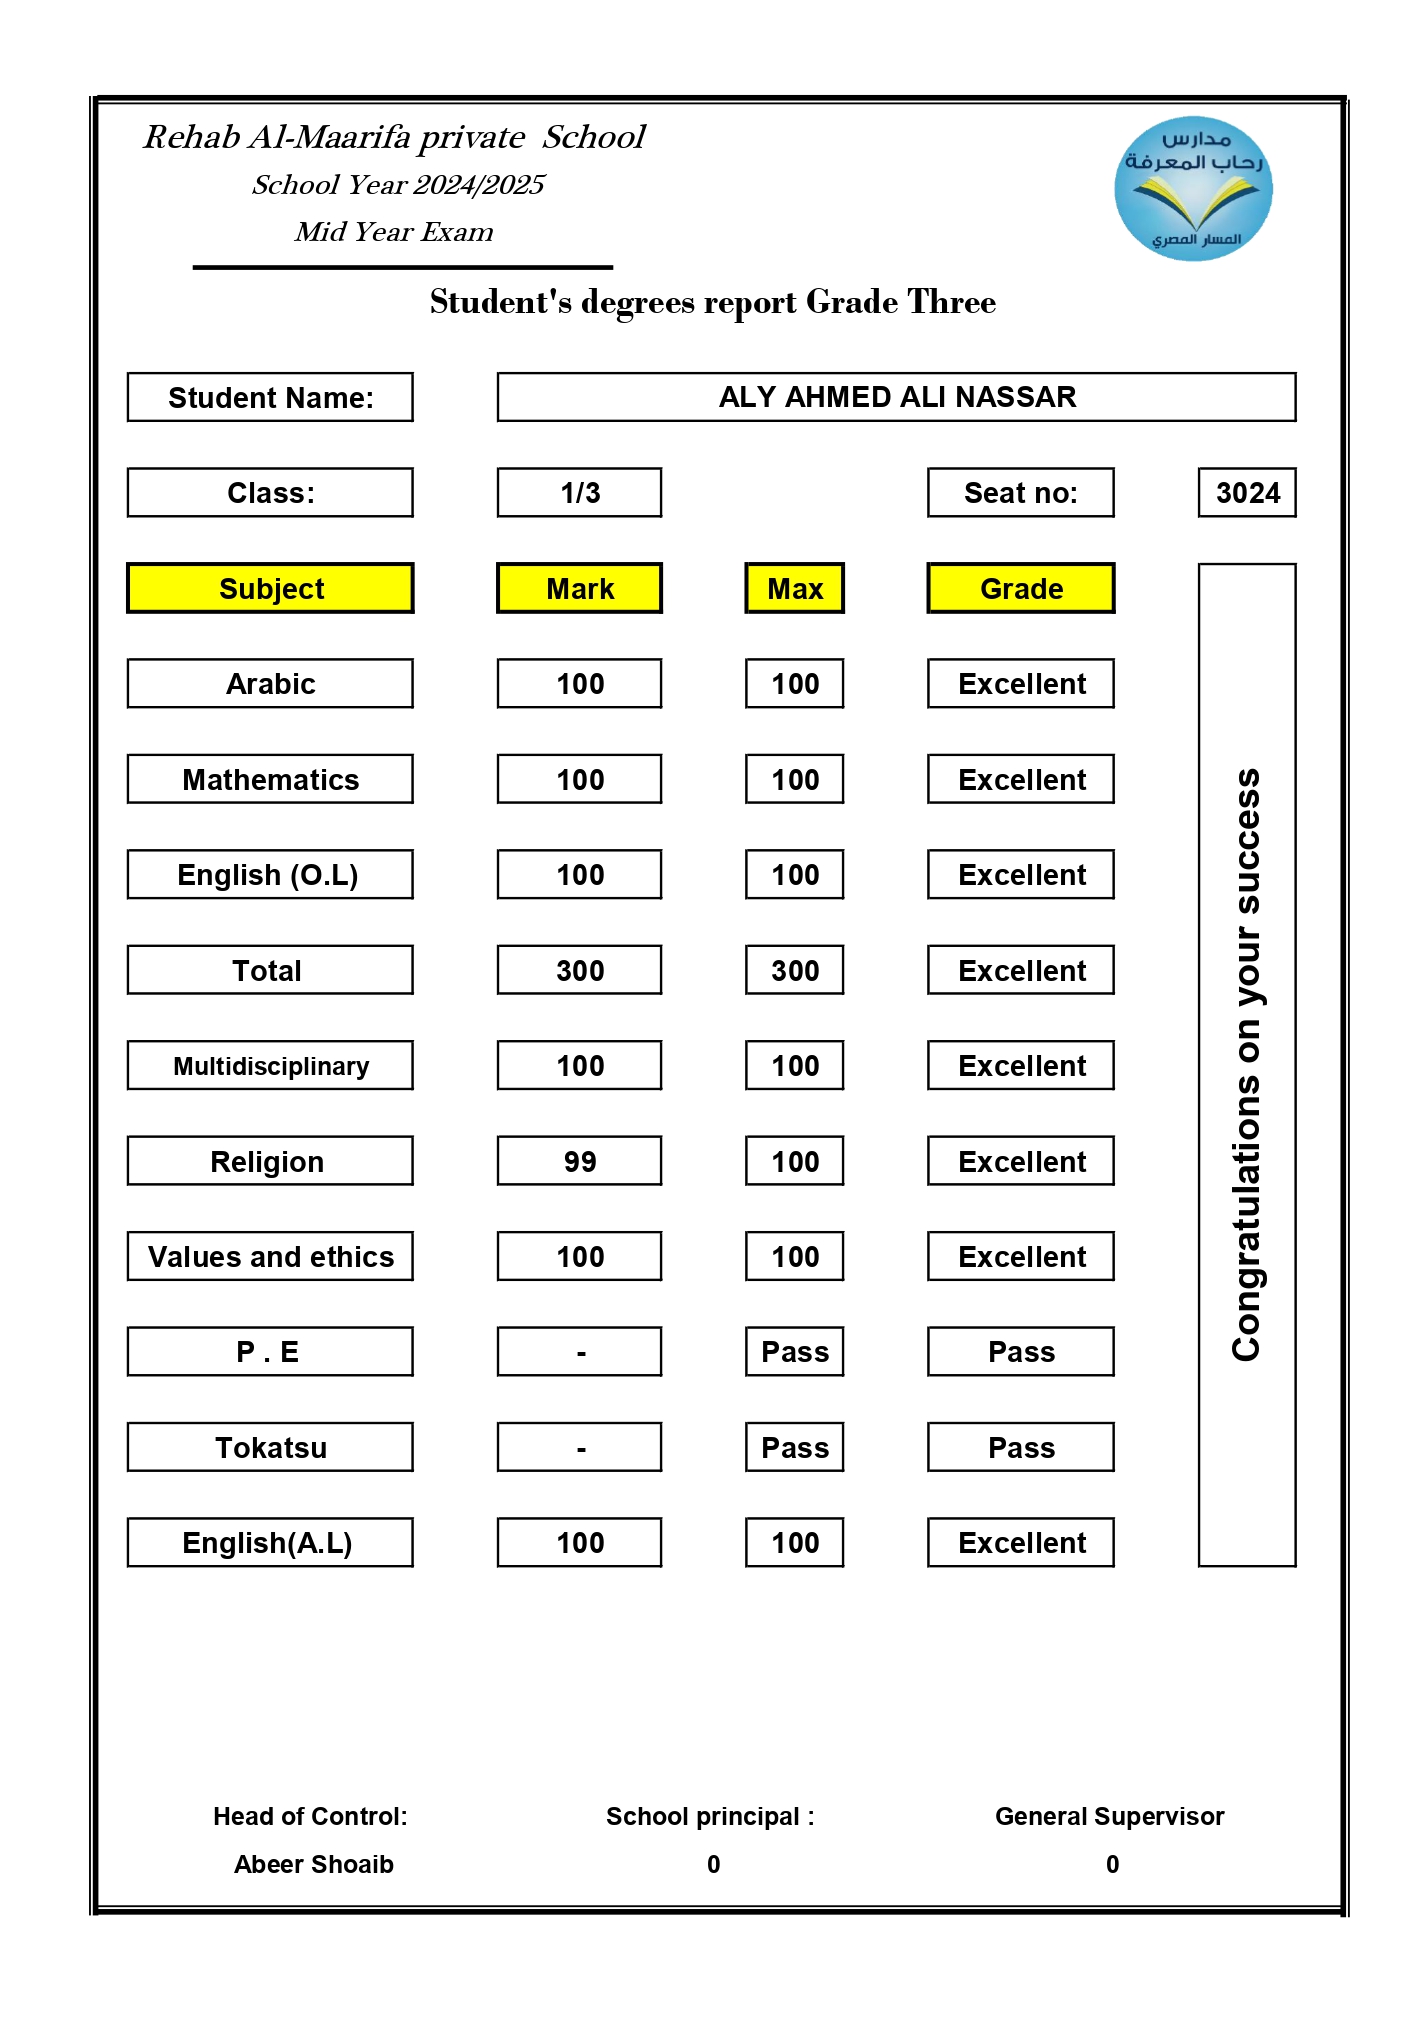 Rehab Al-Maarifa private School
School Year 2024/2025
Mid Year Exam
مدارس
رحاب المعرفة
المسار المصري
Student's degrees report Grade Three
Student Name: ALY AHMED ALI NASSAR
Class: 1/3 Seat no: 3024
Subject Mark Max Grade
Arabic 100 100 Excellent
Mathematics 100 100 Excellent
English (O.L) 100 100 Excellent
Total 300 300 Excellent
Multidisciplinary 100 100 Excellent
Religion 99 100 Excellent
Values and ethics 100 100 Excellent
P . E - Pass Pass
Tokatsu - Pass Pass
English(A.L) 100 100 Excellent
Congratulations on your success
Head of Control: School principal : General Supervisor
Abeer Shoaib 0 0